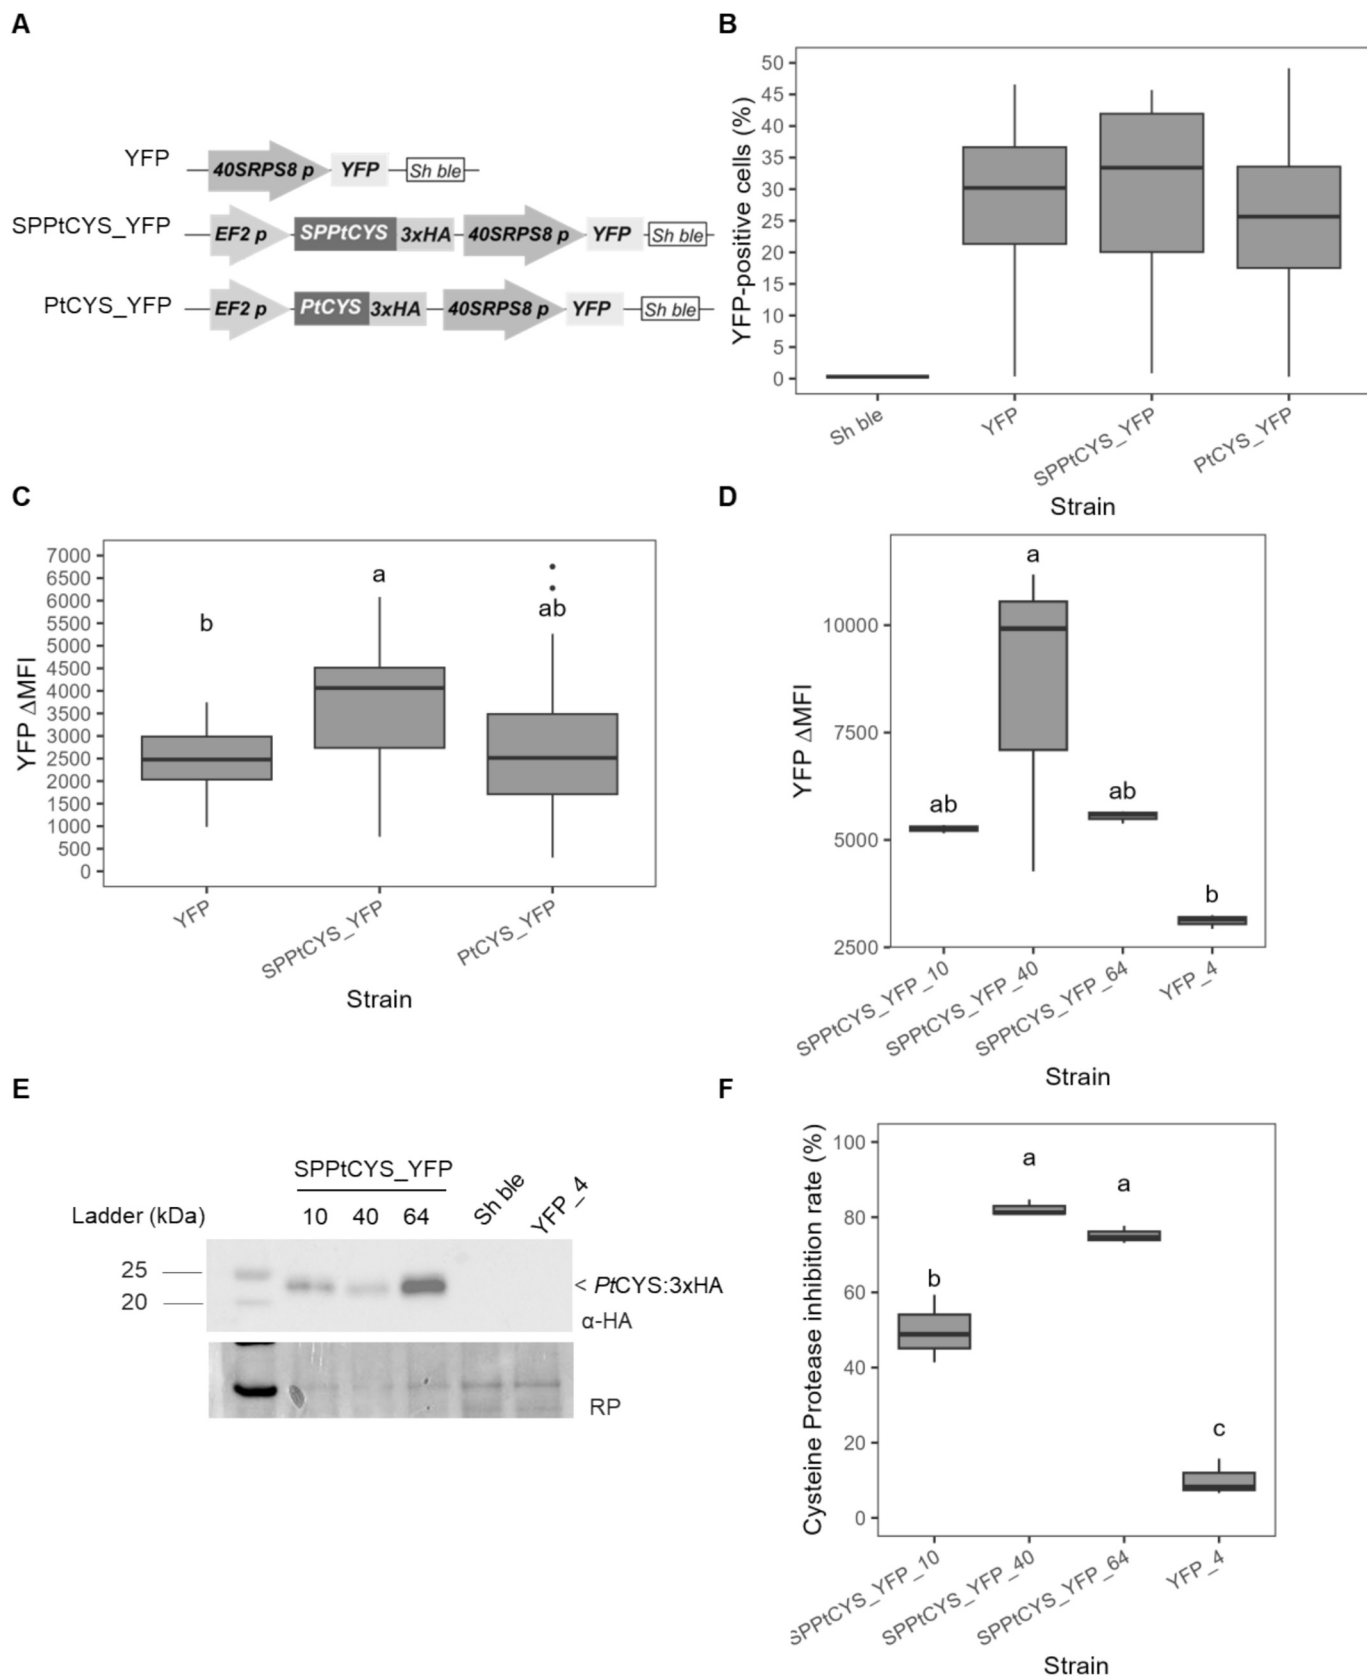 A
YFP
40SRPS8 p
YFP
Sh ble
SPPtCYS_YFP
EF2 p
SPPtCYS
3xHA
40SRPS8 p
YFP
Sh ble
PtCYS_YFP
EF2 p
PtCYS
3xHA
40SRPS8 p
YFP
Sh ble
B
YFP-positive cells (%)
50
45
40
35
30
25
20
15
10
5
0
Sh ble
YFP
SPPtCYS_YFP
PtCYS_YFP
Strain
C
YFP ΔMFI
7000
6500
6000
5500
5000
4500
4000
3500
3000
2500
2000
1500
1000
500
0
b
a
ab
YFP
SPPtCYS_YFP
PtCYS_YFP
Strain
D
YFP ΔMFI
10000
7500
5000
2500
ab
a
ab
b
SPPtCYS_YFP_10
SPPtCYS_YFP_40
SPPtCYS_YFP_64
YFP_4
Strain
E
SPPtCYS_YFP
Ladder (kDa)
10
40
64
Sh ble
YFP_4
25
20
< PtCYS:3xHA
α-HA
RP
F
Cysteine Protease inhibition rate (%)
100
80
60
40
20
0
b
a
a
c
SPPtCYS_YFP_10
SPPtCYS_YFP_40
SPPtCYS_YFP_64
YFP_4
Strain